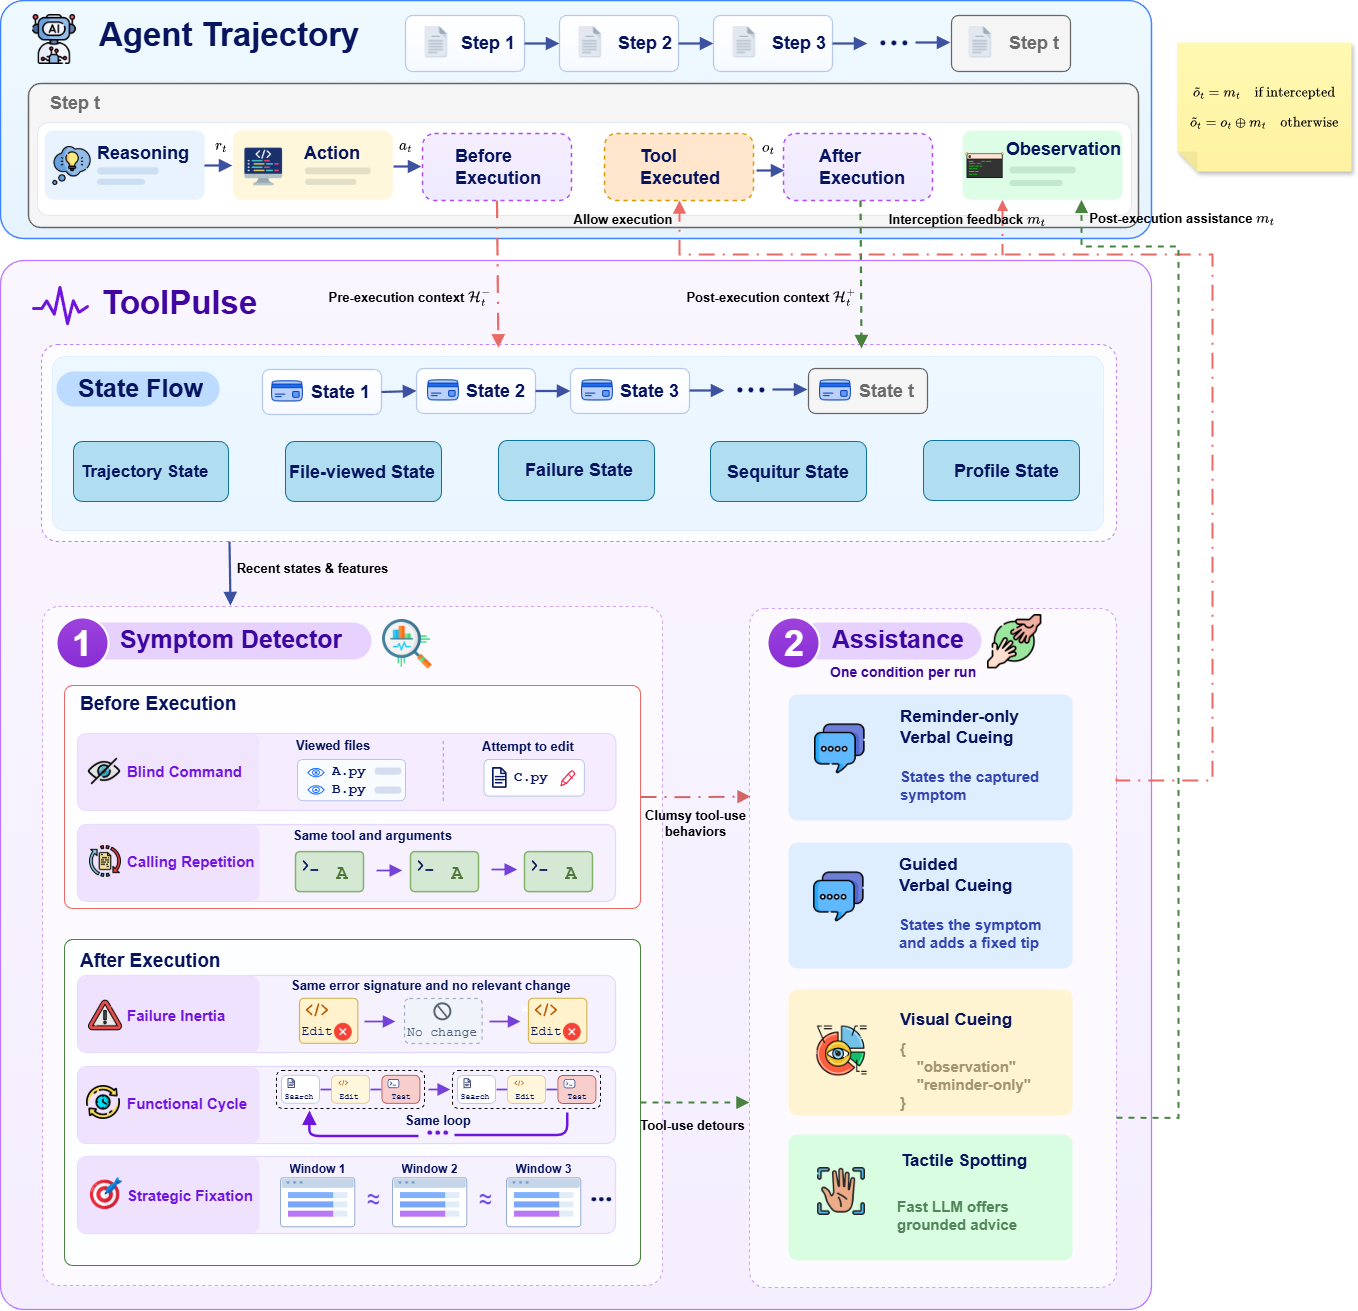 Agent Trajectory
Step 1
Step 2
Step 3
•••
Step t
õ_t = m_t if intercepted
õ_t = o_t ⊕ m_t otherwise
Step t
Reasoning
r_t
Action
a_t
Before
Execution
Tool
Executed
o_t
After
Execution
Obeservation
Allow execution
Interception feedback m_t
Post-execution assistance m_t
ToolPulse
Pre-execution context ℋ_t^−
Post-execution context ℋ_t^+
State Flow
State 1
State 2
State 3
•••
State t
Trajectory State
File-viewed State
Failure State
Sequitur State
Profile State
Recent states & features
1
Symptom Detector
Before Execution
Blind Command
Viewed files
A.py
B.py
Attempt to edit
C.py
Calling Repetition
Same tool and arguments
>_ A
>_ A
>_ A
After Execution
Failure Inertia
Same error signature and no relevant change
</>
Edit
No change
</>
Edit
Functional Cycle
Search
</>
Edit
Test
Search
</>
Edit
Test
Same loop
•••
Strategic Fixation
Window 1
≈
Window 2
≈
Window 3
•••
Clumsy tool-use
behaviors
Tool-use detours
2
Assistance
One condition per run
Reminder-only
Verbal Cueing
States the captured
symptom
Guided
Verbal Cueing
States the symptom
and adds a fixed tip
Visual Cueing
{
"observation"
"reminder-only"
}
Tactile Spotting
Fast LLM offers
grounded advice
AI